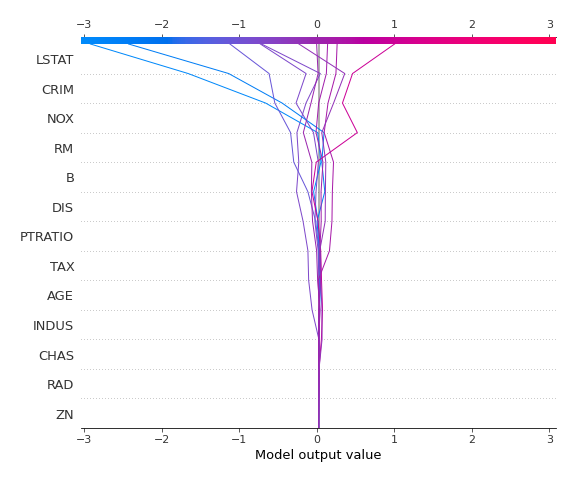 −3 −2 −1 0 1 2 3
LSTAT
CRIM
NOX
RM
B
DIS
PTRATIO
TAX
AGE
INDUS
CHAS
RAD
ZN
−3 −2 −1 0 1 2 3
Model output value